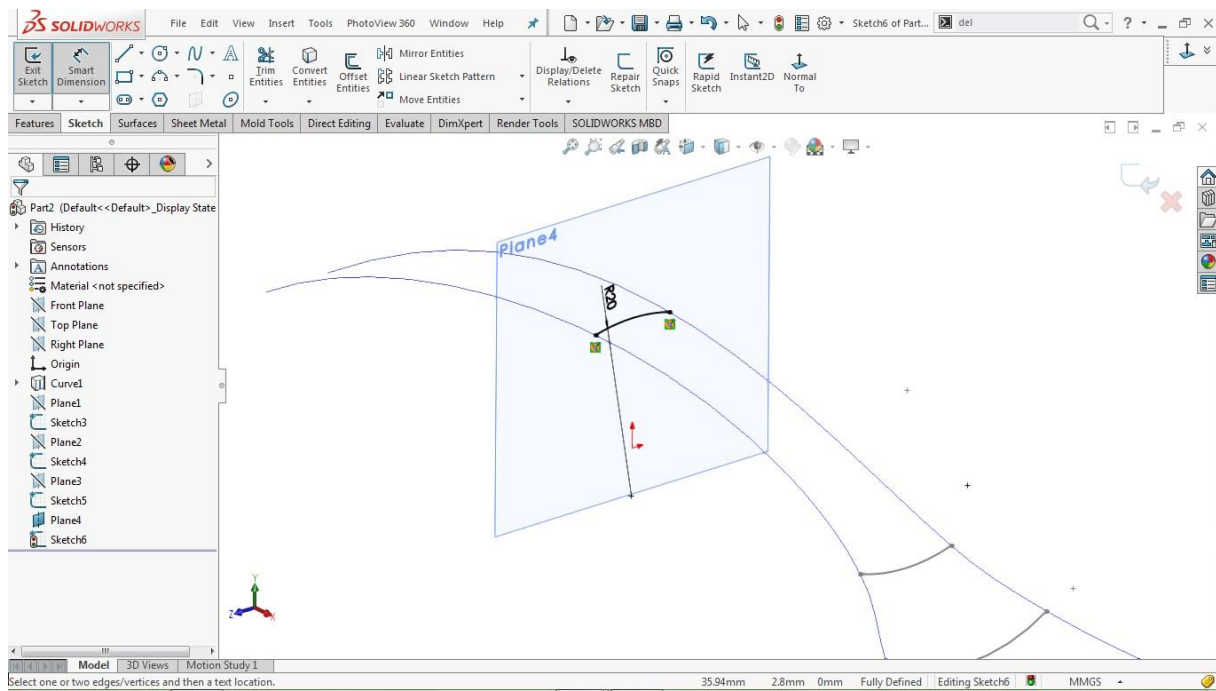 SOLIDWORKS File Edit View Insert Tools PhotoView 360 Window Help Sketch6 of Part... del
Exit Sketch
Smart Dimension
Trim Entities
Convert Entities
Offset Entities
Mirror Entities
Linear Sketch Pattern
Move Entities
Display/Delete Relations
Repair Sketch
Quick Snaps
Rapid Sketch
Instant2D
Normal To
Features Sketch Surfaces Sheet Metal Mold Tools Direct Editing Evaluate DimXpert Render Tools SOLIDWORKS MBD
Part2 (Default<<Default>_Display State
History
Sensors
Annotations
Material <not specified>
Front Plane
Top Plane
Right Plane
Origin
Curve1
Plane1
Sketch3
Plane2
Sketch4
Plane3
Sketch5
Plane4
Sketch6
Plane4
R20
Y
Z
X
Model 3D Views Motion Study 1
Select one or two edges/vertices and then a text location. 35.94mm 2.8mm 0mm Fully Defined Editing Sketch6 MMGS